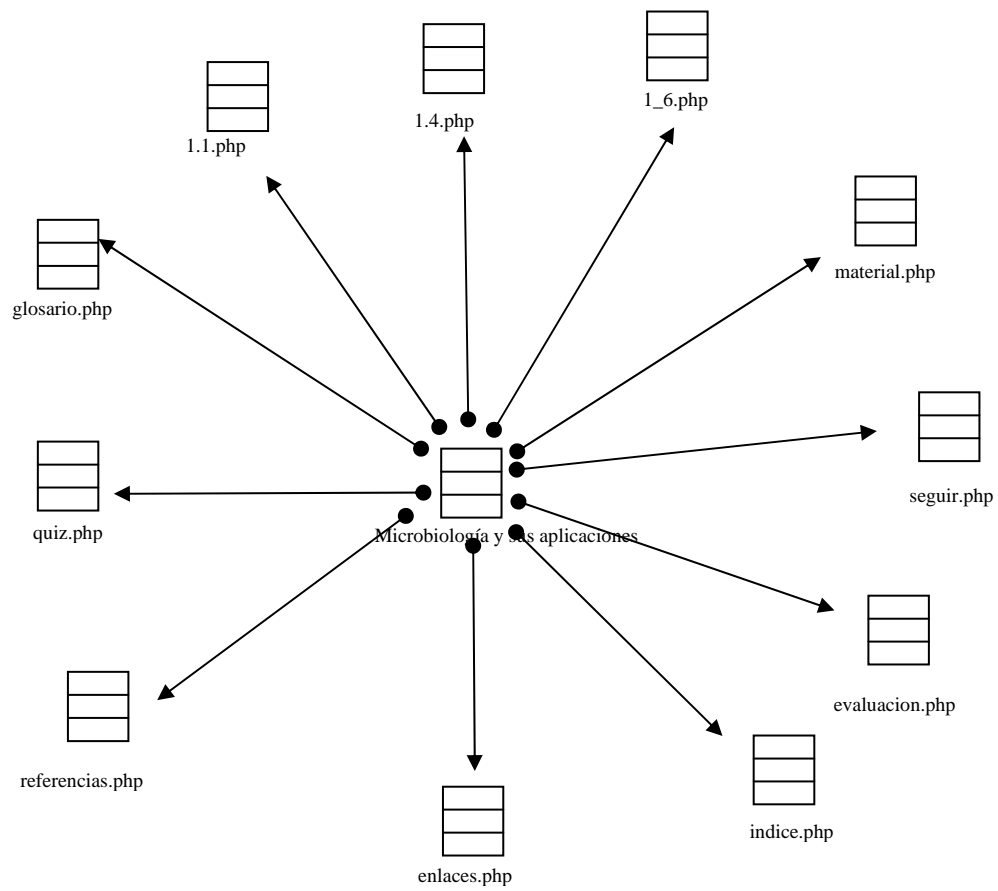 1_6.php
1.4.php
1.1.php
material.php
glosario.php
seguir.php
quiz.php
Microbiología y sus aplicaciones
evaluacion.php
referencias.php
indice.php
enlaces.php